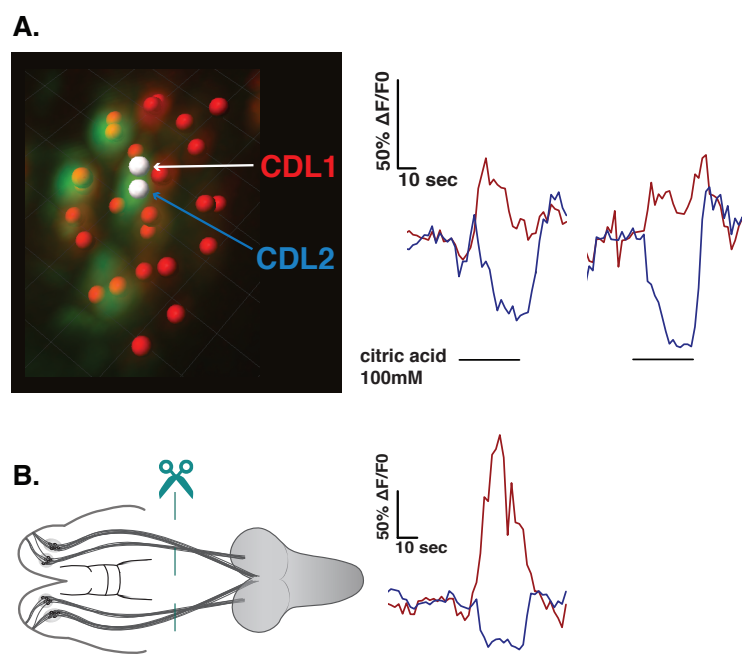 A.
CDL1
CDL2
50% ΔF/F0
10 sec
citric acid
100mM
B.
50% ΔF/F0
10 sec